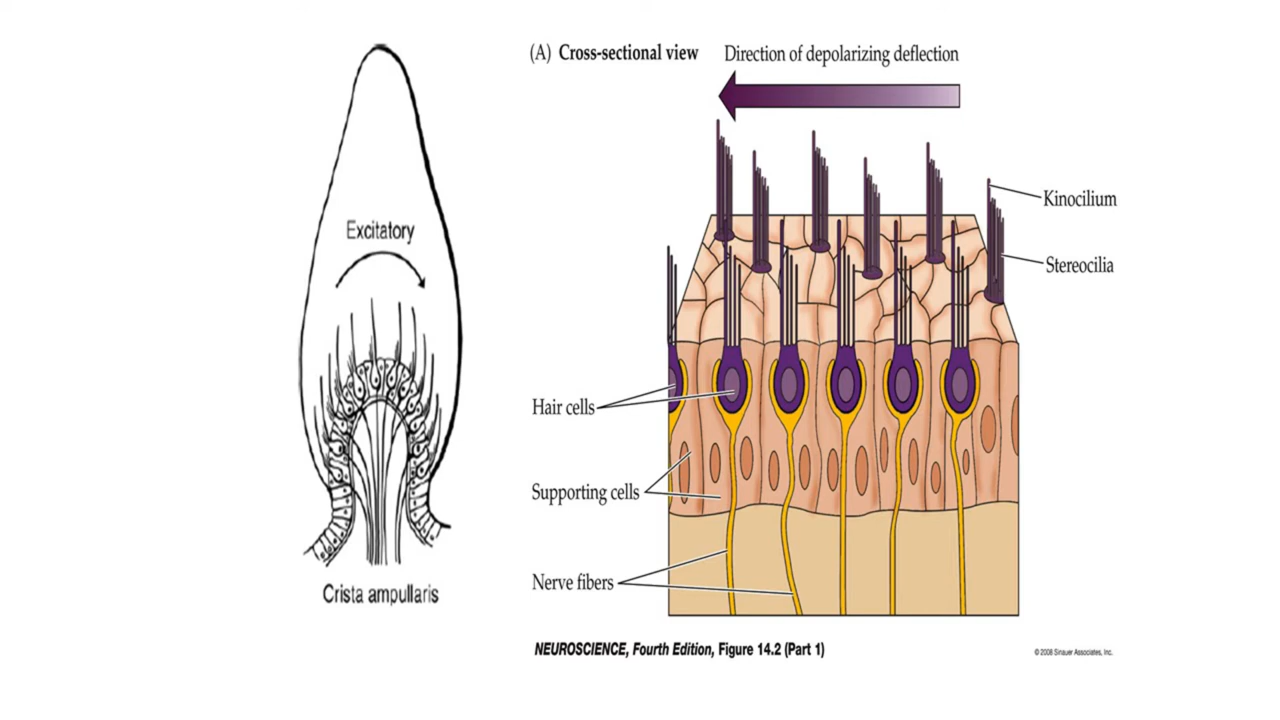 Excitatory
Crista ampullaris
(A) Cross-sectional view
Direction of depolarizing deflection
Kinocilium
Stereocilia
Hair cells
Supporting cells
Nerve fibers
NEUROSCIENCE, Fourth Edition, Figure 14.2 (Part 1)
© 2008 Sinauer Associates, Inc.